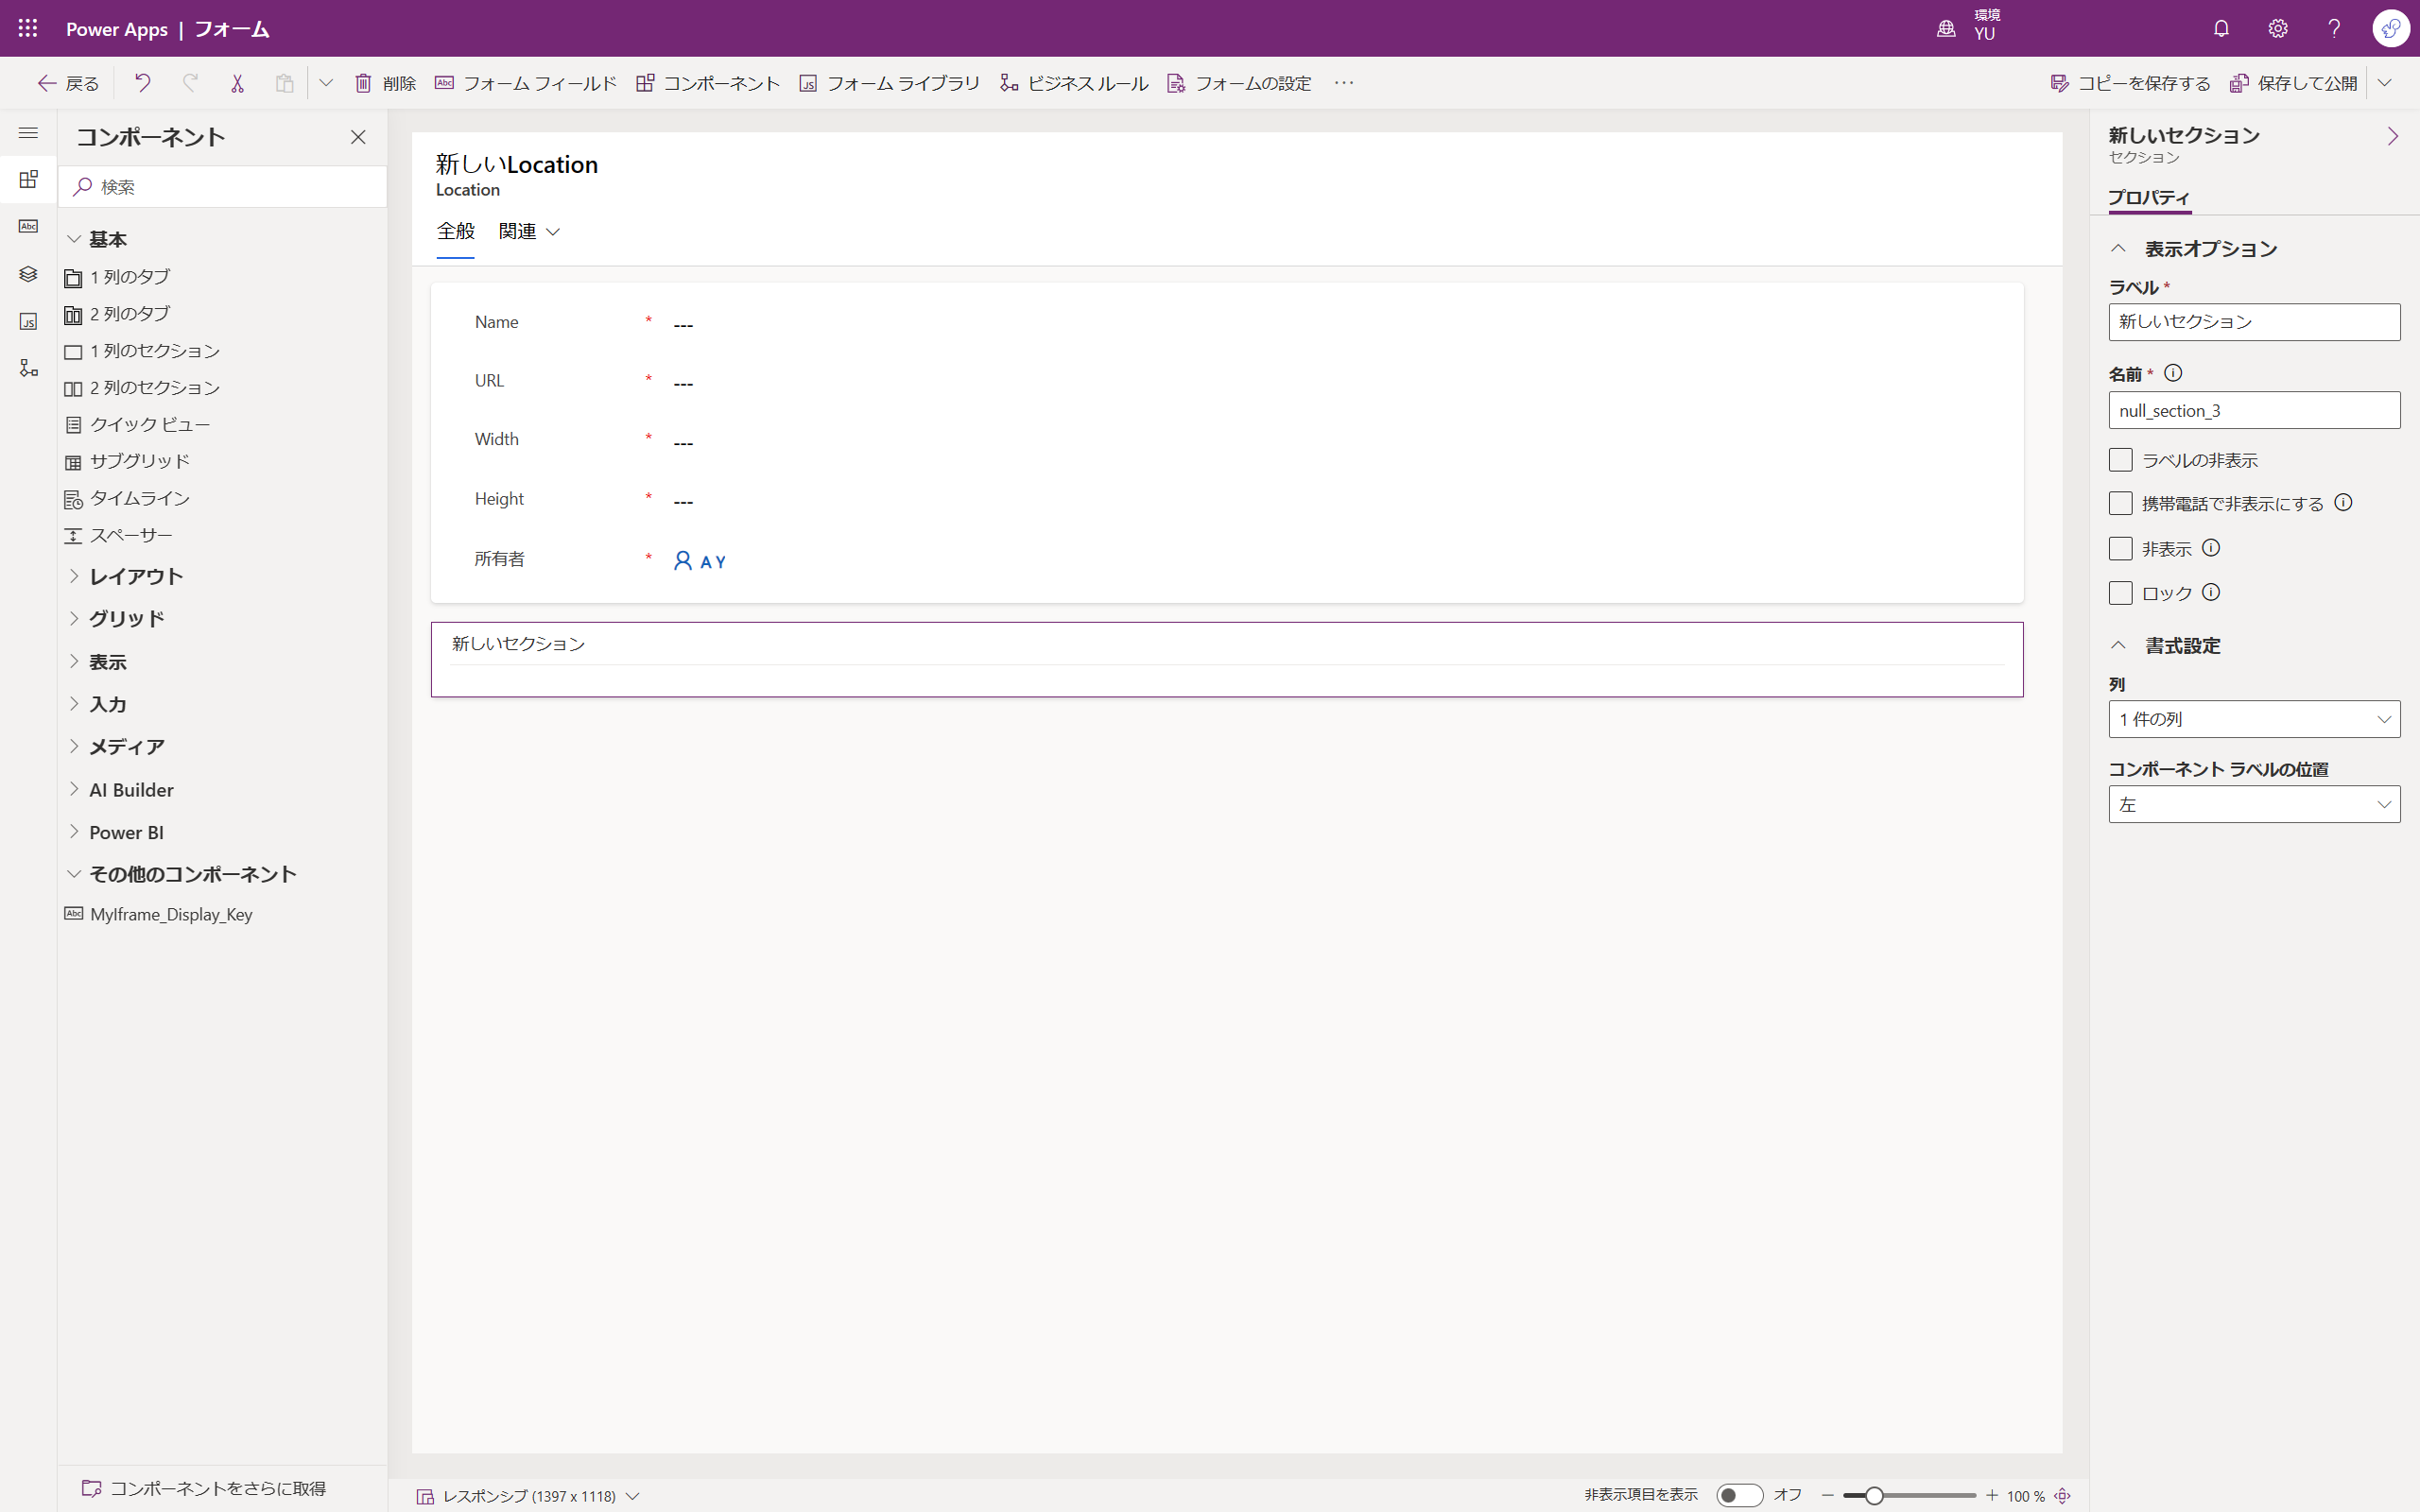 Power Apps | フォーム
環境
YU
戻る
削除
フォーム フィールド
コンポーネント
フォーム ライブラリ
ビジネス ルール
フォームの設定
コピーを保存する
保存して公開
コンポーネント
検索
基本
1 列のタブ
2 列のタブ
1 列のセクション
2 列のセクション
クイック ビュー
サブグリッド
タイムライン
スペーサー
レイアウト
グリッド
表示
入力
メディア
AI Builder
Power BI
その他のコンポーネント
MyIframe_Display_Key
コンポーネントをさらに取得
新しいLocation
Location
全般 関連
Name * ---
URL * ---
Width * ---
Height * ---
所有者 * A Y
新しいセクション
レスポンシブ (1397 x 1118)
非表示項目を表示 オフ
100 %
新しいセクション
セクション
プロパティ
表示オプション
ラベル *
新しいセクション
名前 *
null_section_3
ラベルの非表示
携帯電話で非表示にする
非表示
ロック
書式設定
列
1 件の列
コンポーネント ラベルの位置
左